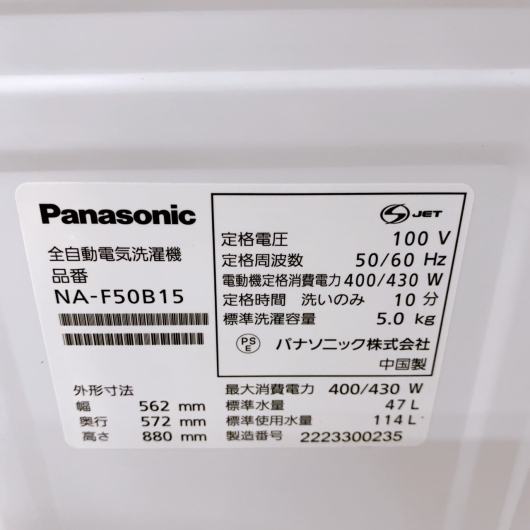 Panasonic
全自動電気洗濯機
品番
NA-F50B15
外形寸法
幅 562 mm
奥行 572 mm
高さ 880 mm
S JET
定格電圧 100 V
定格周波数 50/60 Hz
電動機定格消費電力 400/430 W
定格時間 洗いのみ 10 分
標準洗濯容量 5.0 kg
PS E パナソニック株式会社
中国製
最大消費電力 400/430 W
標準水量 47 L
標準使用水量 114 L
製造番号 2223300235